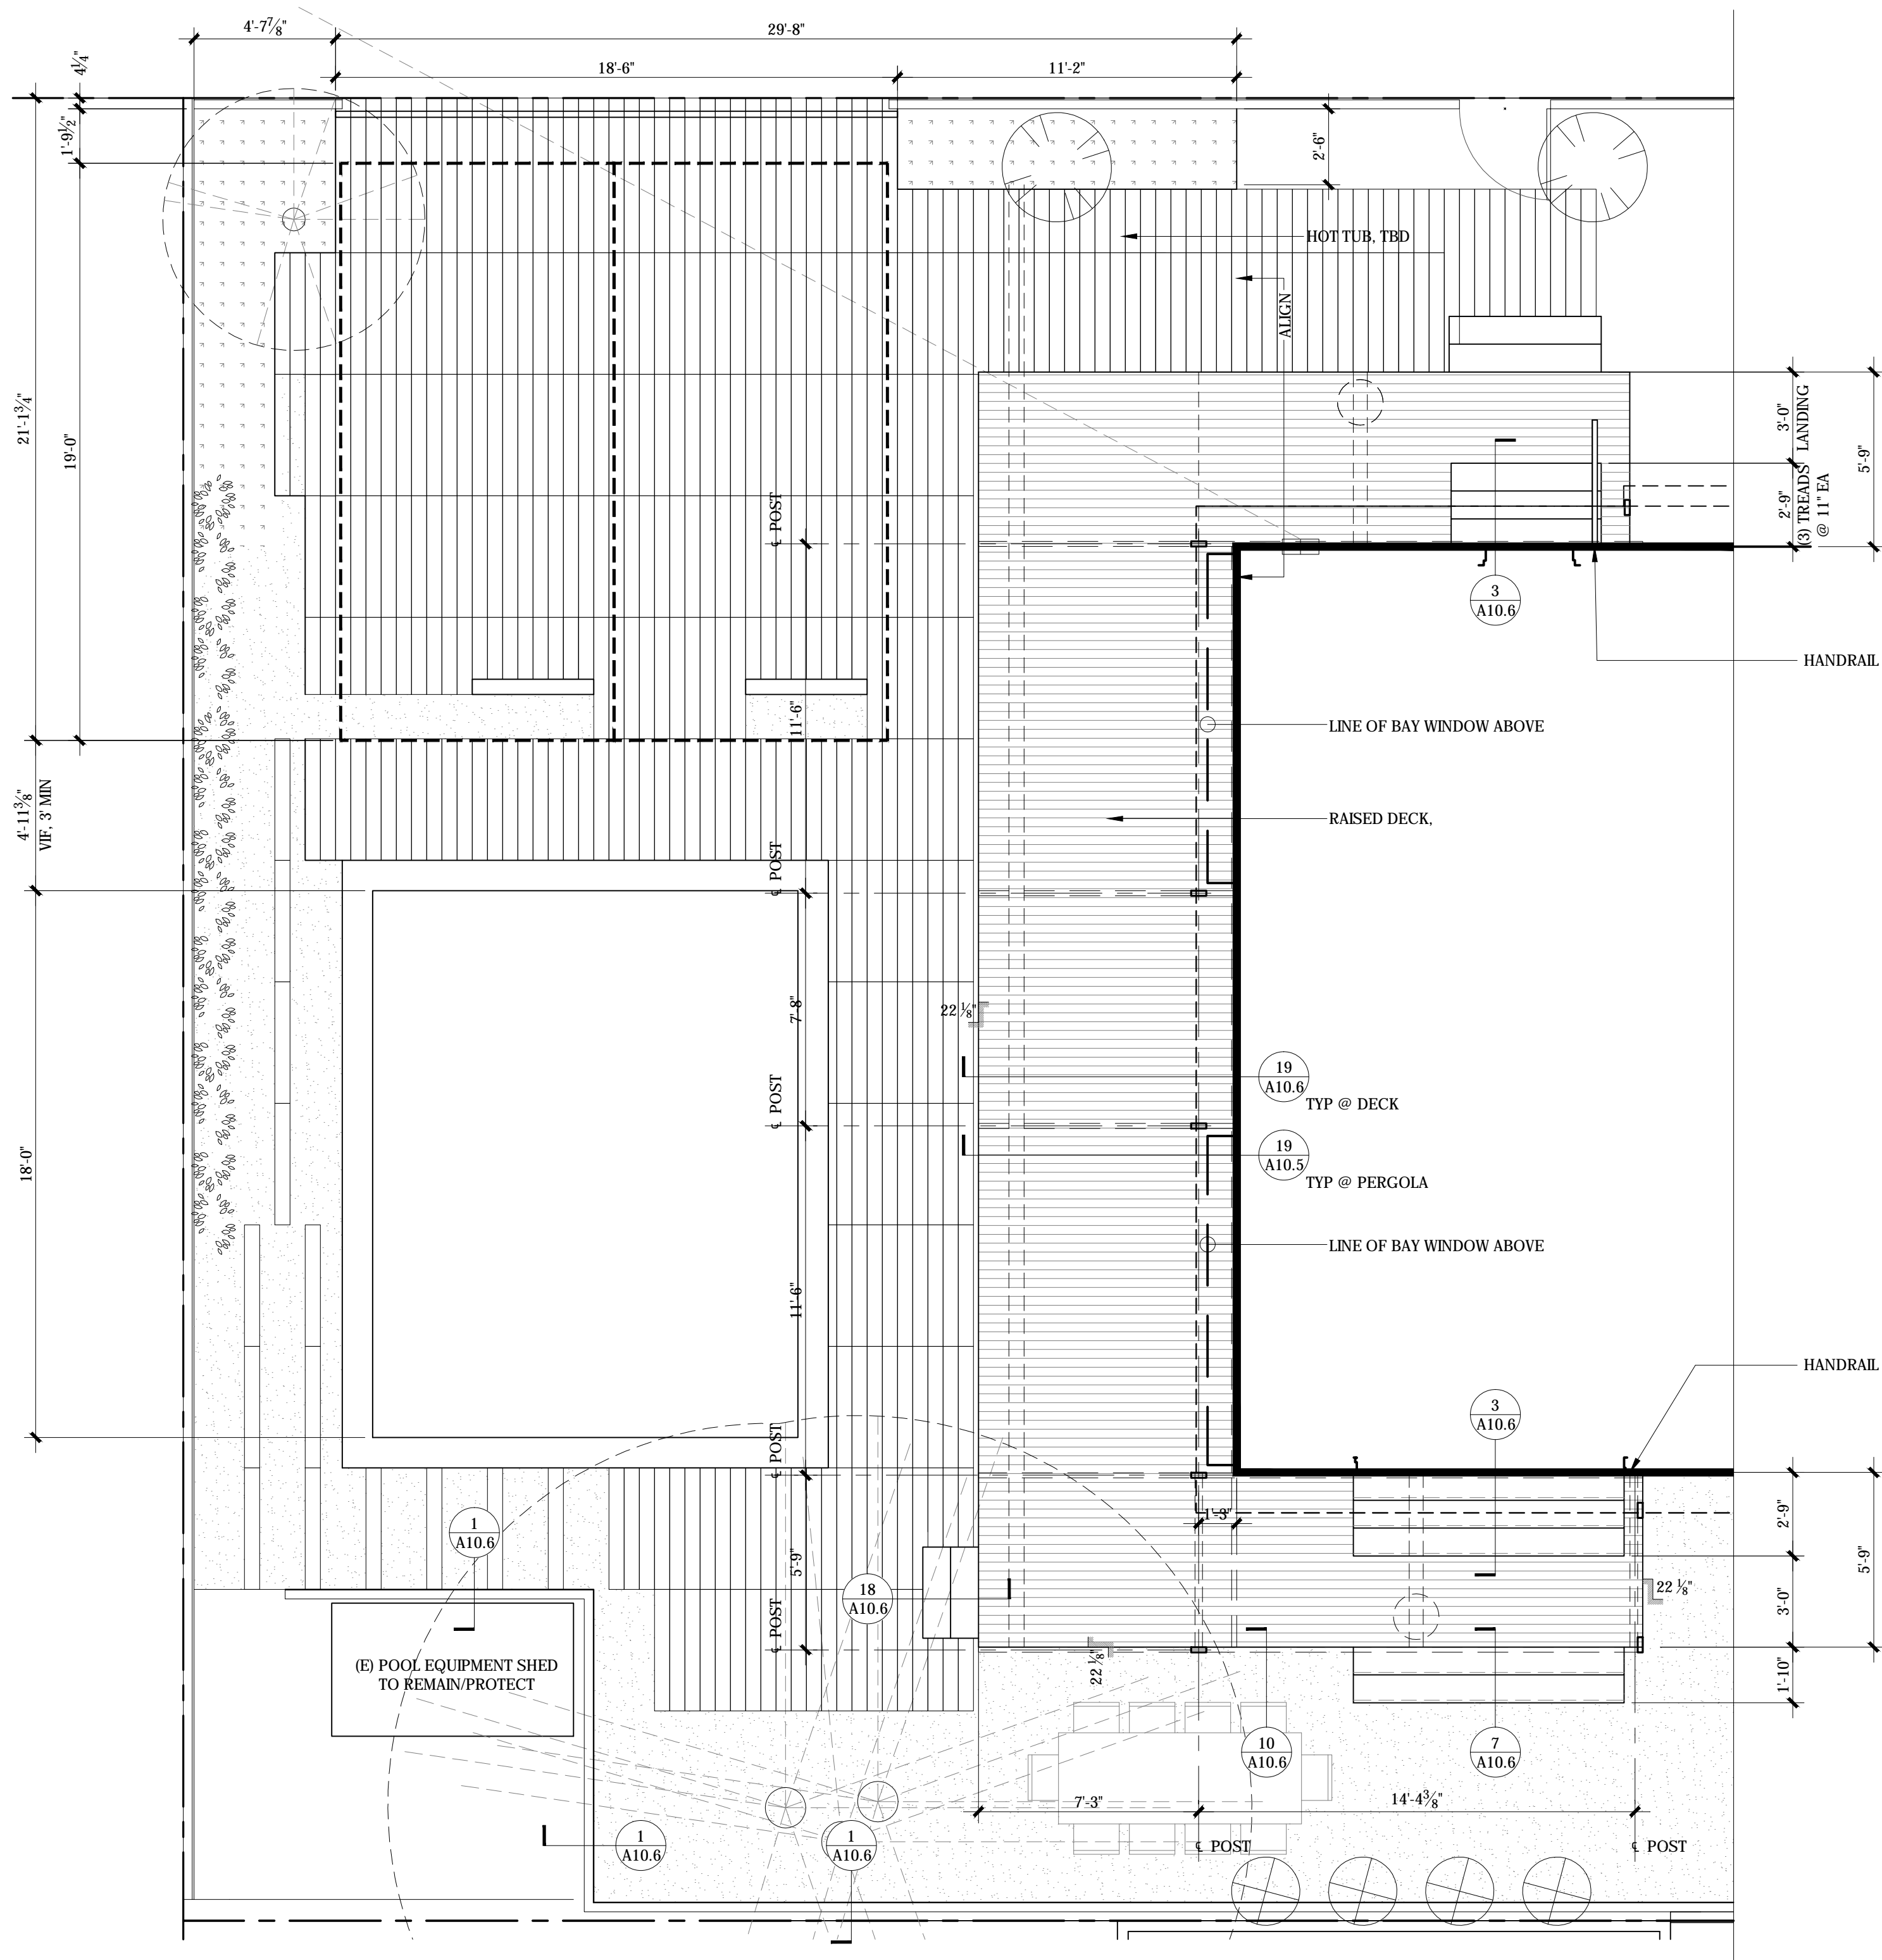 4'-7⅞"
29'-8"
18'-6"
11'-2"
4¼"
1'-9½"
2'-6"
HOT TUB, TBD
ALIGN
21'-1¾"
19'-0"
3'-0"
LANDING
5'-9"
2'-9"
(3) TREADS
@ 11" EA
℄ POST
3
A10.6
HANDRAIL
11'-6"
LINE OF BAY WINDOW ABOVE
4'-11⅜"
VIF, 3' MIN
RAISED DECK,
℄ POST
7'-8"
22 ⅛"
19
A10.6
TYP @ DECK
℄ POST
19
A10.5
TYP @ PERGOLA
18'-0"
LINE OF BAY WINDOW ABOVE
11'-6"
HANDRAIL
3
A10.6
℄ POST
1'-3"
2'-9"
1
A10.6
5'-9"
5'-9"
18
A10.6
22 ⅛"
3'-0"
℄ POST
22 ⅛"
(E) POOL EQUIPMENT SHED
TO REMAIN/PROTECT
1'-10"
10
A10.6
7
A10.6
7'-3"
14'-4⅜"
1
A10.6
1
A10.6
℄ POST
℄ POST